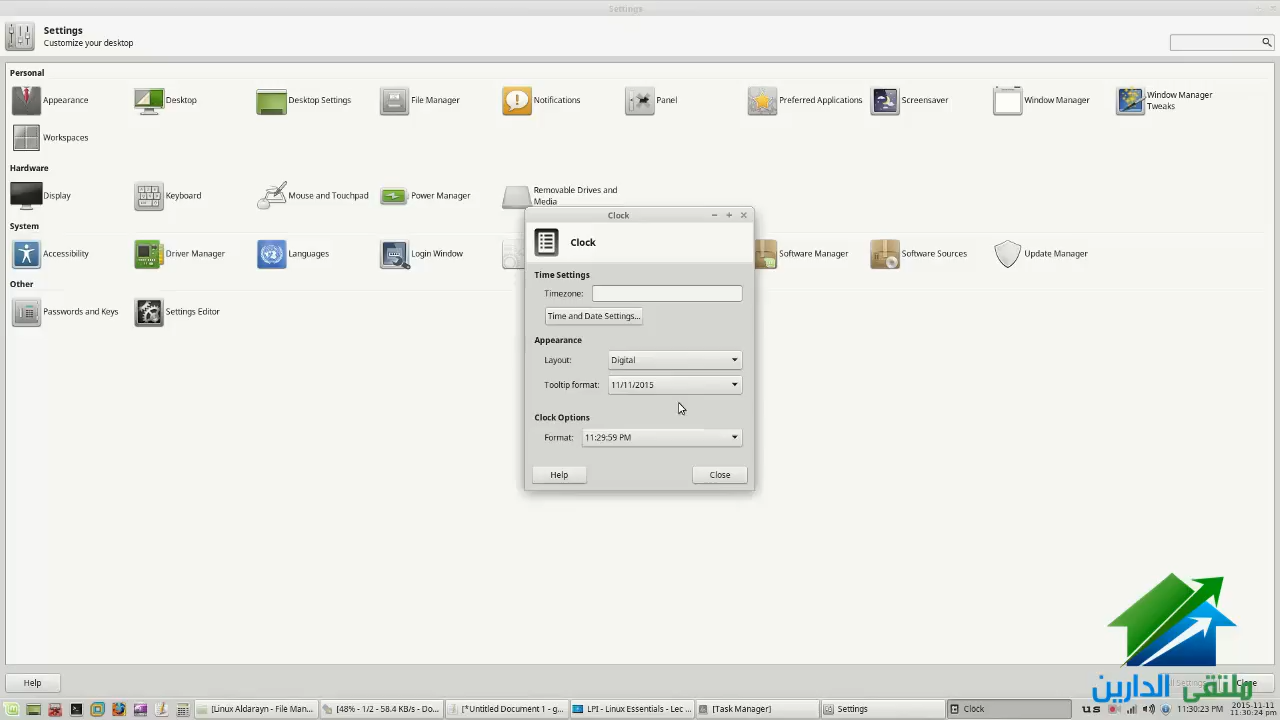 Settings
Settings
Customize your desktop
Personal
Appearance
Desktop
Desktop Settings
File Manager
Notifications
Panel
Preferred Applications
Screensaver
Window Manager
Window Manager
Tweaks
Workspaces
Hardware
Display
Keyboard
Mouse and Touchpad
Power Manager
Removable Drives and
Media
System
Accessibility
Driver Manager
Languages
Login Window
Software Manager
Software Sources
Update Manager
Other
Passwords and Keys
Settings Editor
Clock
Clock
Time Settings
Timezone:
Time and Date Settings...
Appearance
Layout: Digital
Tooltip format: 11/11/2015
Clock Options
Format: 11:29:59 PM
Help
Close
Help
ملتقى الدارين
[Linux Aldarayn - File Man...
[48% - 1/2 - 58.4 KB/s] Do...
[*Untitled Document 1 - g...
LPI - Linux Essentials - Lec ...
[Task Manager]
Settings
Clock
us
11:30:23 PM
2015-11-11
11:30:24 pm